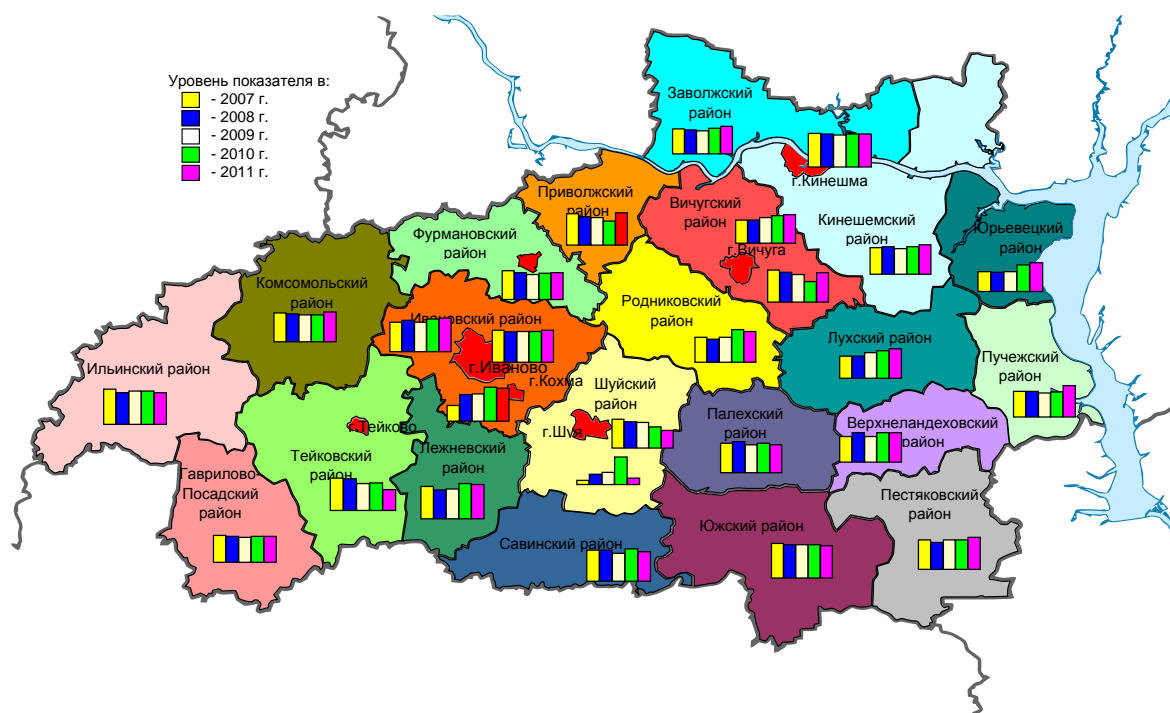 Уровень показателя в:
- 2007 г.
- 2008 г.
- 2009 г.
- 2010 г.
- 2011 г.
Заволжский
район
г.Кинешма
Приволжский
район
Вичугский
район
Кинешемский
район
Юрьевецкий
район
Фурмановский
район
г.Вичуга
Комсомольский
район
Родниковский
район
Ивановский район
Лухский район
Пучежский
район
Ильинский район
г.Иваново
г.Кохма
Шуйский
район
Палехский
район
Верхнеландеховский
район
г.Тейково
г.Шуя
Лежневский
район
Тейковский
район
Гаврилово-
Посадский
район
Пестяковский
район
Южский район
Савинский район